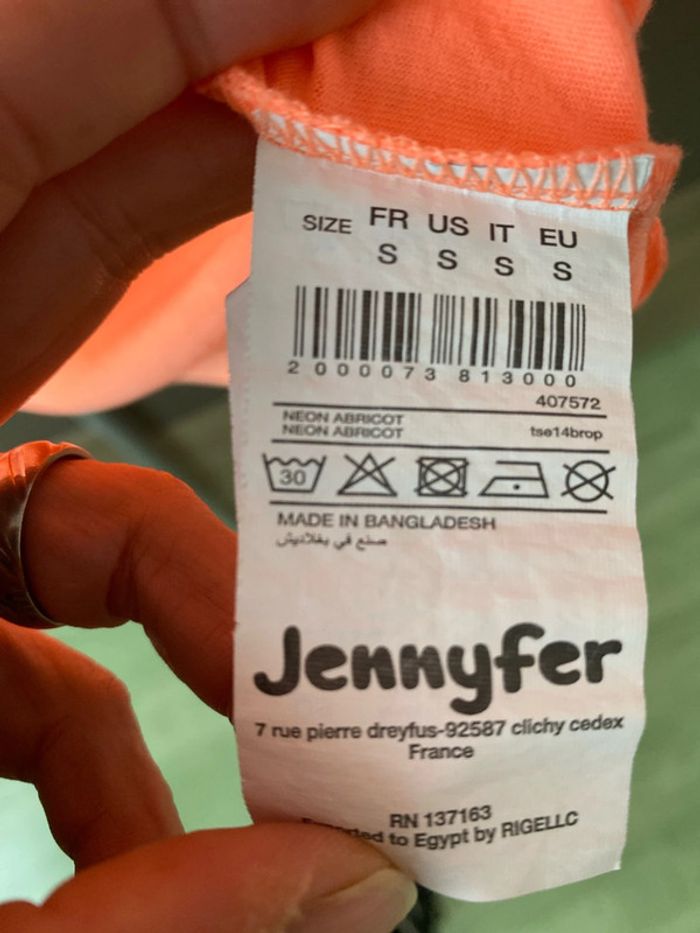 SIZE FR US IT EU
S S S S
2 000073 813000
407572
NEON ABRICOT
NEON ABRICOT
tse14brop
30
MADE IN BANGLADESH
صنع في بغلاديش
Jennyfer
7 rue pierre dreyfus-92587 clichy cedex
France
RN 137163
to Egypt by RIGELLC